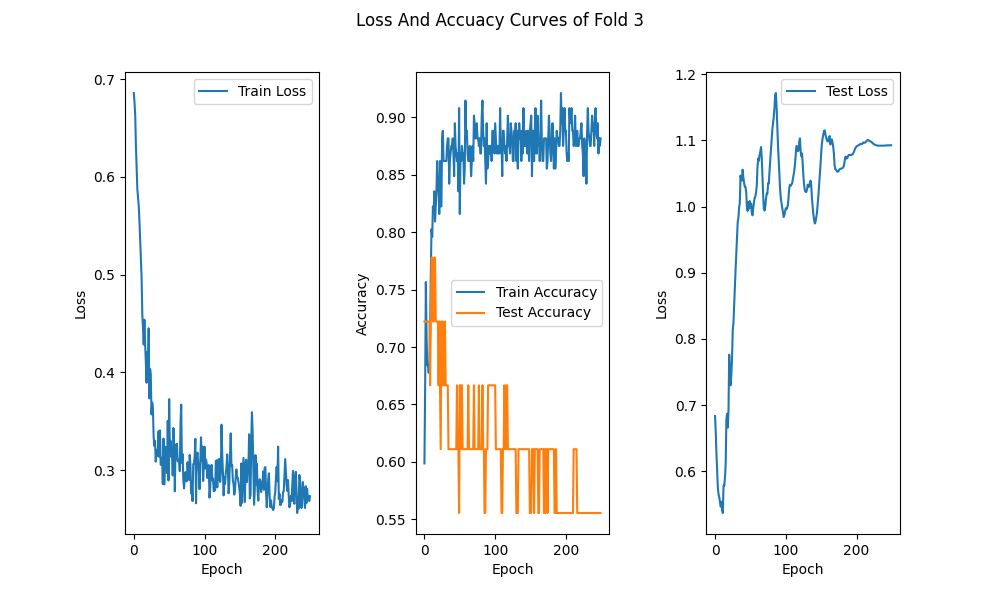 Loss And Accuacy Curves of Fold 3
0.7
0.6
0.5
0.4
0.3
Loss
0
100
200
Epoch
Train Loss
0.90
0.85
0.80
0.75
0.70
0.65
0.60
0.55
Accuracy
0
100
200
Epoch
Train Accuracy
Test Accuracy
1.2
1.1
1.0
0.9
0.8
0.7
0.6
Loss
0
100
200
Epoch
Test Loss